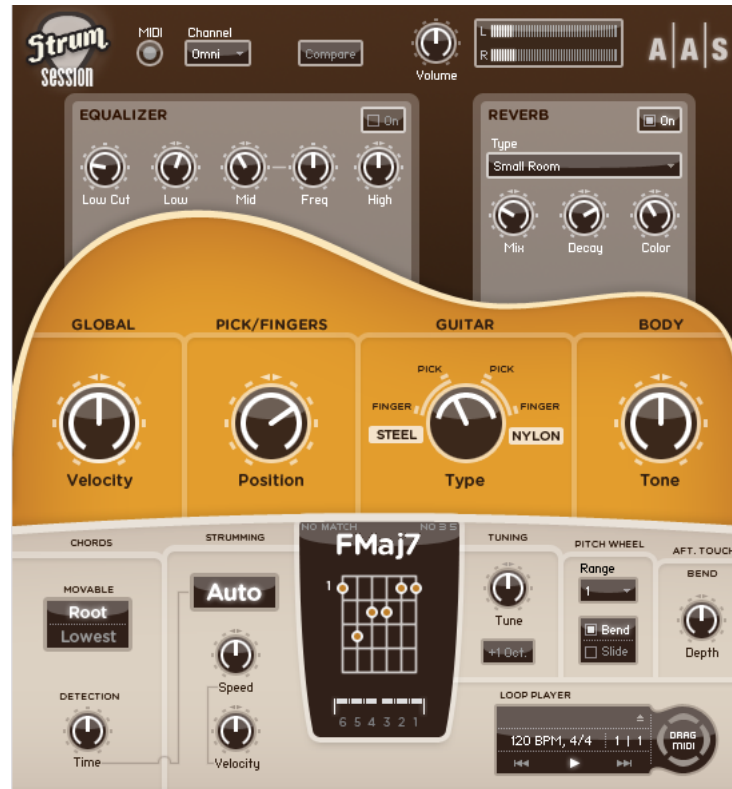 Strum
SESSION
MIDI
Channel
Omni
Compare
Volume
L
R
A|A|S
EQUALIZER
On
Low Cut
Low
Mid
Freq
High
REVERB
On
Type
Small Room
Mix
Decay
Color
GLOBAL
PICK/FINGERS
GUITAR
BODY
PICK
PICK
FINGER
FINGER
STEEL
NYLON
Velocity
Position
Type
Tone
CHORDS
MOVABLE
Root
Lowest
DETECTION
Time
STRUMMING
Auto
Speed
Velocity
NO MATCH
NO 3 5
FMaj7
1
6 5 4 3 2 1
TUNING
Tune
+1 Oct.
PITCH WHEEL
Range
1
Bend
Slide
AFT. TOUCH
BEND
Depth
LOOP PLAYER
120 BPM, 4/4 1 | 1
DRAG
MIDI